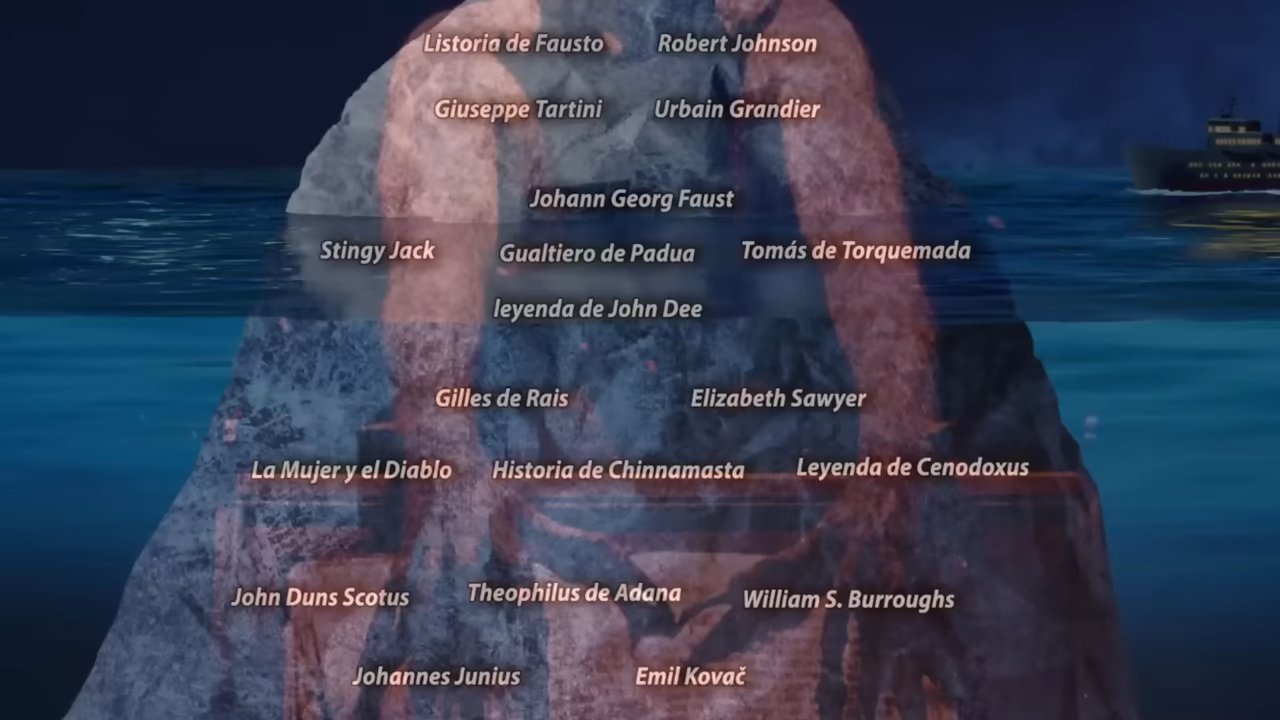 Listoria de Fausto Robert Johnson
Giuseppe Tartini Urbain Grandier
Johann Georg Faust
Stingy Jack Gualtiero de Padua Tomás de Torquemada
leyenda de John Dee
Gilles de Rais Elizabeth Sawyer
La Mujer y el Diablo Historia de Chinnamasta Leyenda de Cenodoxus
John Duns Scotus Theophilus de Adana William S. Burroughs
Johannes Junius Emil Kovač